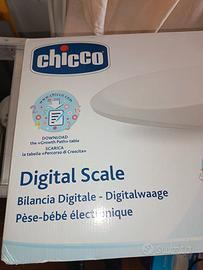 chicco
DOWNLOAD
the «Growth Path» table
SCARICA
la tabella «Percorso di Crescita»
Digital Scale
Bilancia Digitale - Digitalwaage
Pèse-bébé électronique
subito